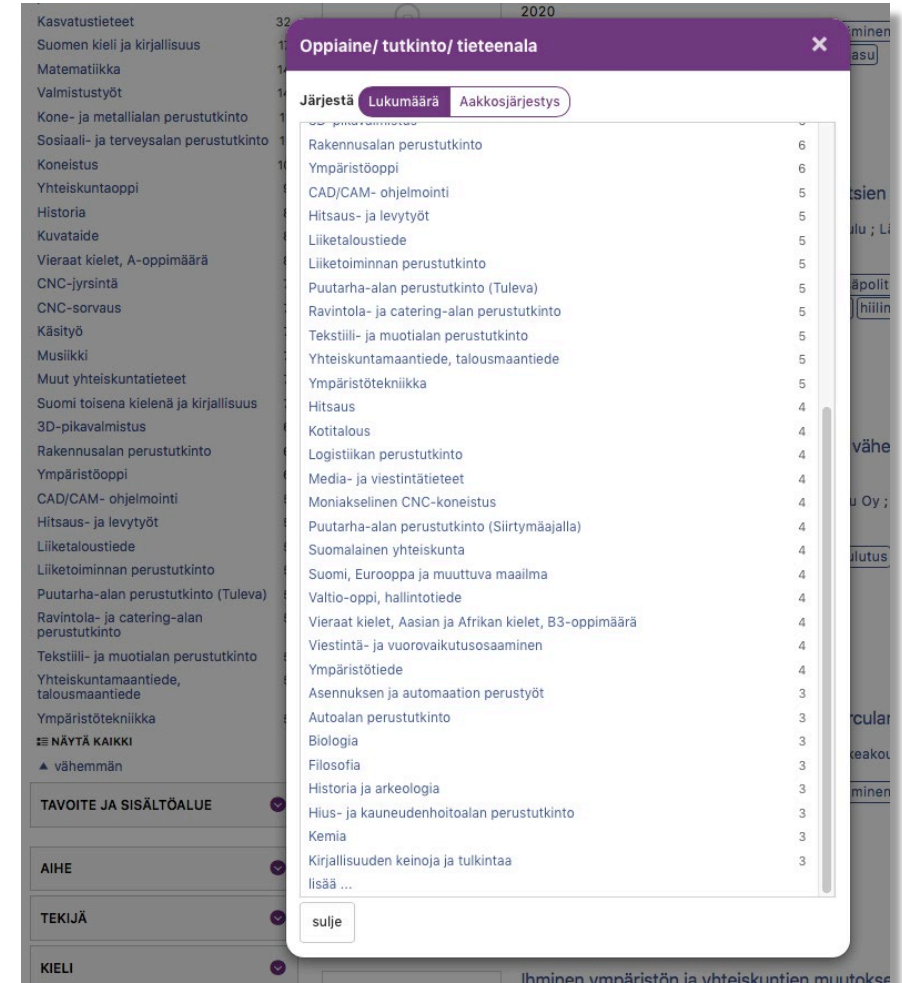 Kasvatustieteet 32
Suomen kieli ja kirjallisuus
Matematiikka
Valmistustyöt
Kone- ja metallialan perustutkinto
Sosiaali- ja terveysalan perustutkinto
Koneistus
Yhteiskuntaoppi
Historia
Kuvataide
Vieraat kielet, A-oppimäärä
CNC-jyrsintä
CNC-sorvaus
Käsityö
Musiikki
Muut yhteiskuntatieteet
Suomi toisena kielenä ja kirjallisuus
3D-pikavalmistus
Rakennusalan perustutkinto
Ympäristöoppi
CAD/CAM- ohjelmointi
Hitsaus- ja levytyöt
Liiketaloustiede
Liiketoiminnan perustutkinto
Puutarha-alan perustutkinto (Tuleva)
Ravintola- ja catering-alan
perustutkinto
Tekstiili- ja muotialan perustutkinto
Yhteiskuntamaantiede,
talousmaantiede
Ympäristötekniikka
NÄYTÄ KAIKKI
vähemmän
TAVOITE JA SISÄLTÖALUE
AIHE
TEKIJÄ
KIELI
2020
Oppiaine/ tutkinto/ tieteenala
Järjestä Lukumäärä Aakkosjärjestys
3D-pikavalmistus 6
Rakennusalan perustutkinto 6
Ympäristöoppi 6
CAD/CAM- ohjelmointi 5
Hitsaus- ja levytyöt 5
Liiketaloustiede 5
Liiketoiminnan perustutkinto 5
Puutarha-alan perustutkinto (Tuleva) 5
Ravintola- ja catering-alan perustutkinto 5
Tekstiili- ja muotialan perustutkinto 5
Yhteiskuntamaantiede, talousmaantiede 5
Ympäristötekniikka 5
Hitsaus 4
Kotitalous 4
Logistiikan perustutkinto 4
Media- ja viestintätieteet 4
Moniakselinen CNC-koneistus 4
Puutarha-alan perustutkinto (Siirtymäajalla) 4
Suomalainen yhteiskunta 4
Suomi, Eurooppa ja muuttuva maailma 4
Valtio-oppi, hallintotiede 4
Vieraat kielet, Aasian ja Afrikan kielet, B3-oppimäärä 4
Viestintä- ja vuorovaikutusosaaminen 4
Ympäristötiede 4
Asennuksen ja automaation perustyöt 3
Autoalan perustutkinto 3
Biologia 3
Filosofia 3
Historia ja arkeologia 3
Hius- ja kauneudenhoitoalan perustutkinto 3
Kemia 3
Kirjallisuuden keinoja ja tulkintaa 3
lisää ...
sulje
Ihminen ympäristön ja yhteiskuntien muutokse